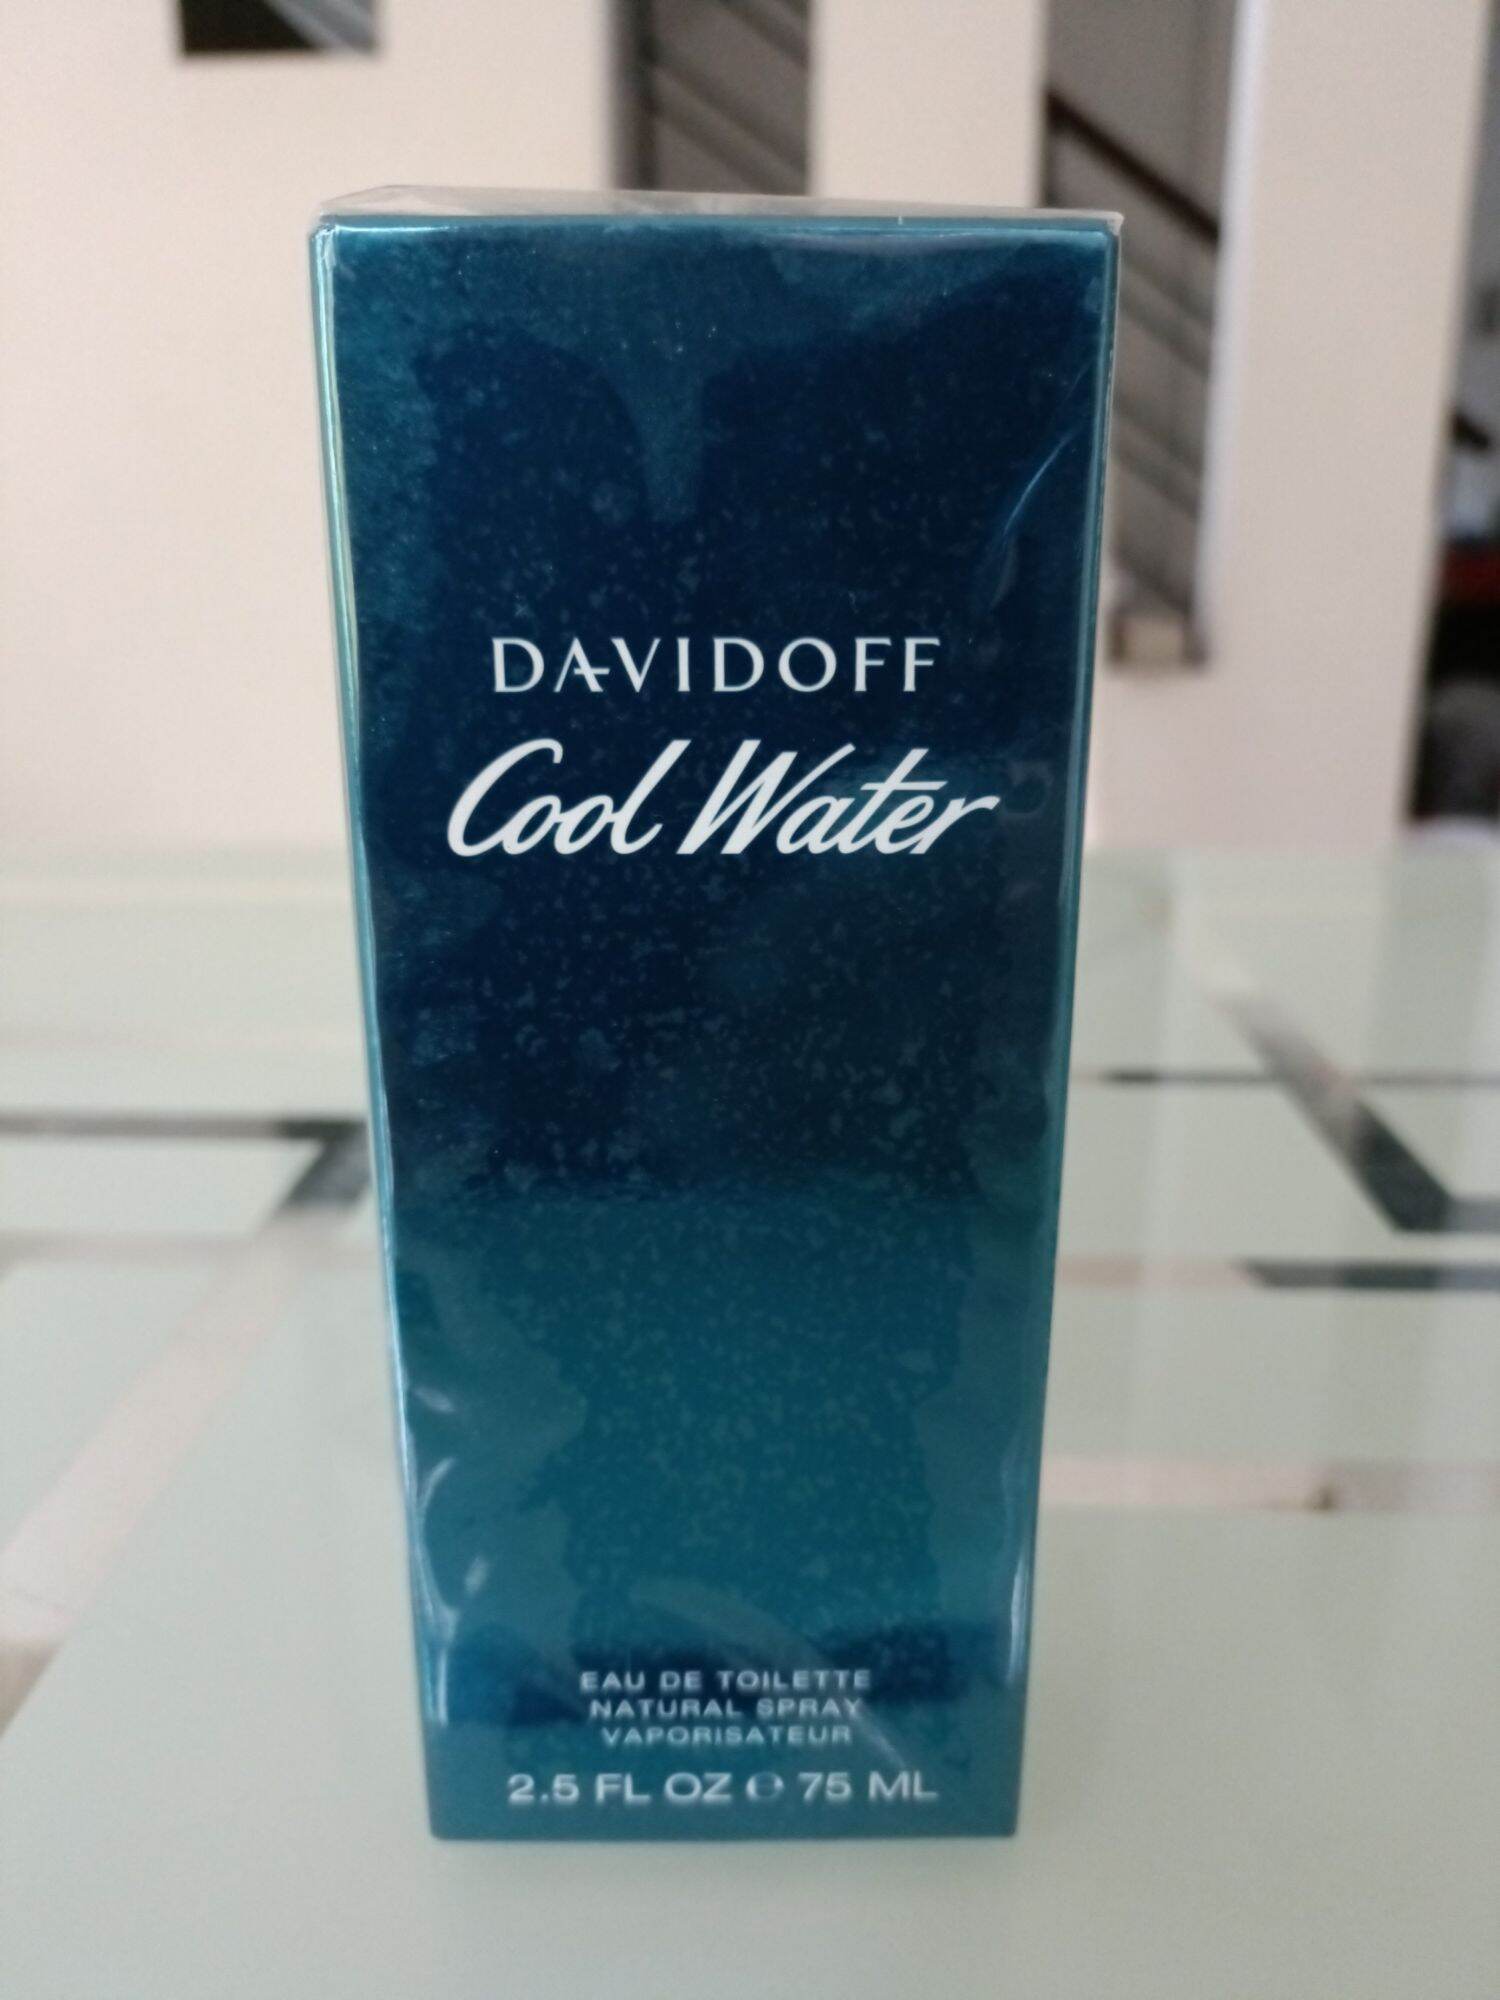 DAVIDOFF
Cool Water
EAU DE TOILETTE
NATURAL SPRAY
VAPORISATEUR
2.5 FL OZ ℮ 75 ML